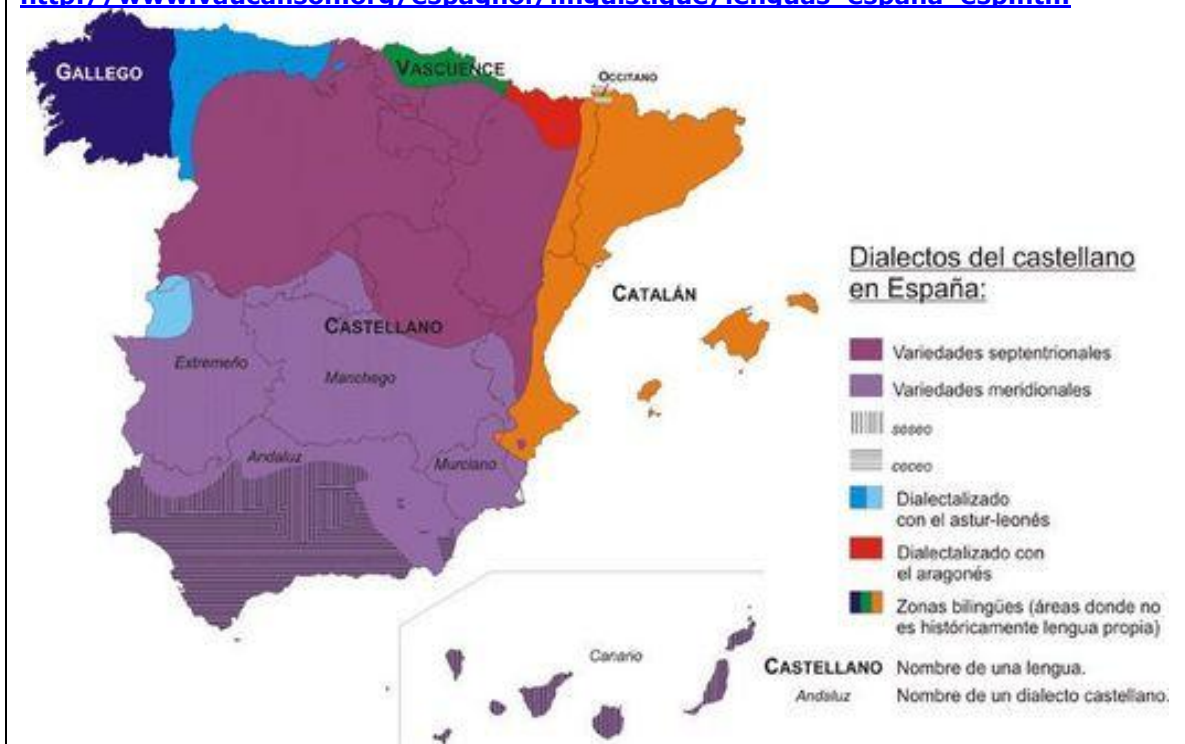 GALLEGO
VASCUENCE
OCCITANO
CATALÁN
CASTELLANO
Extremeño
Manchego
Andaluz
Murciano
Canario
Dialectos del castellano
en España:
Variedades septentrionales
Variedades meridionales
seseo
ceceo
Dialectalizado
con el astur-leonés
Dialectalizado con
el aragonés
Zonas bilingües (áreas donde no
es históricamente lengua propia)
CASTELLANO Nombre de una lengua.
Andaluz Nombre de un dialecto castellano.